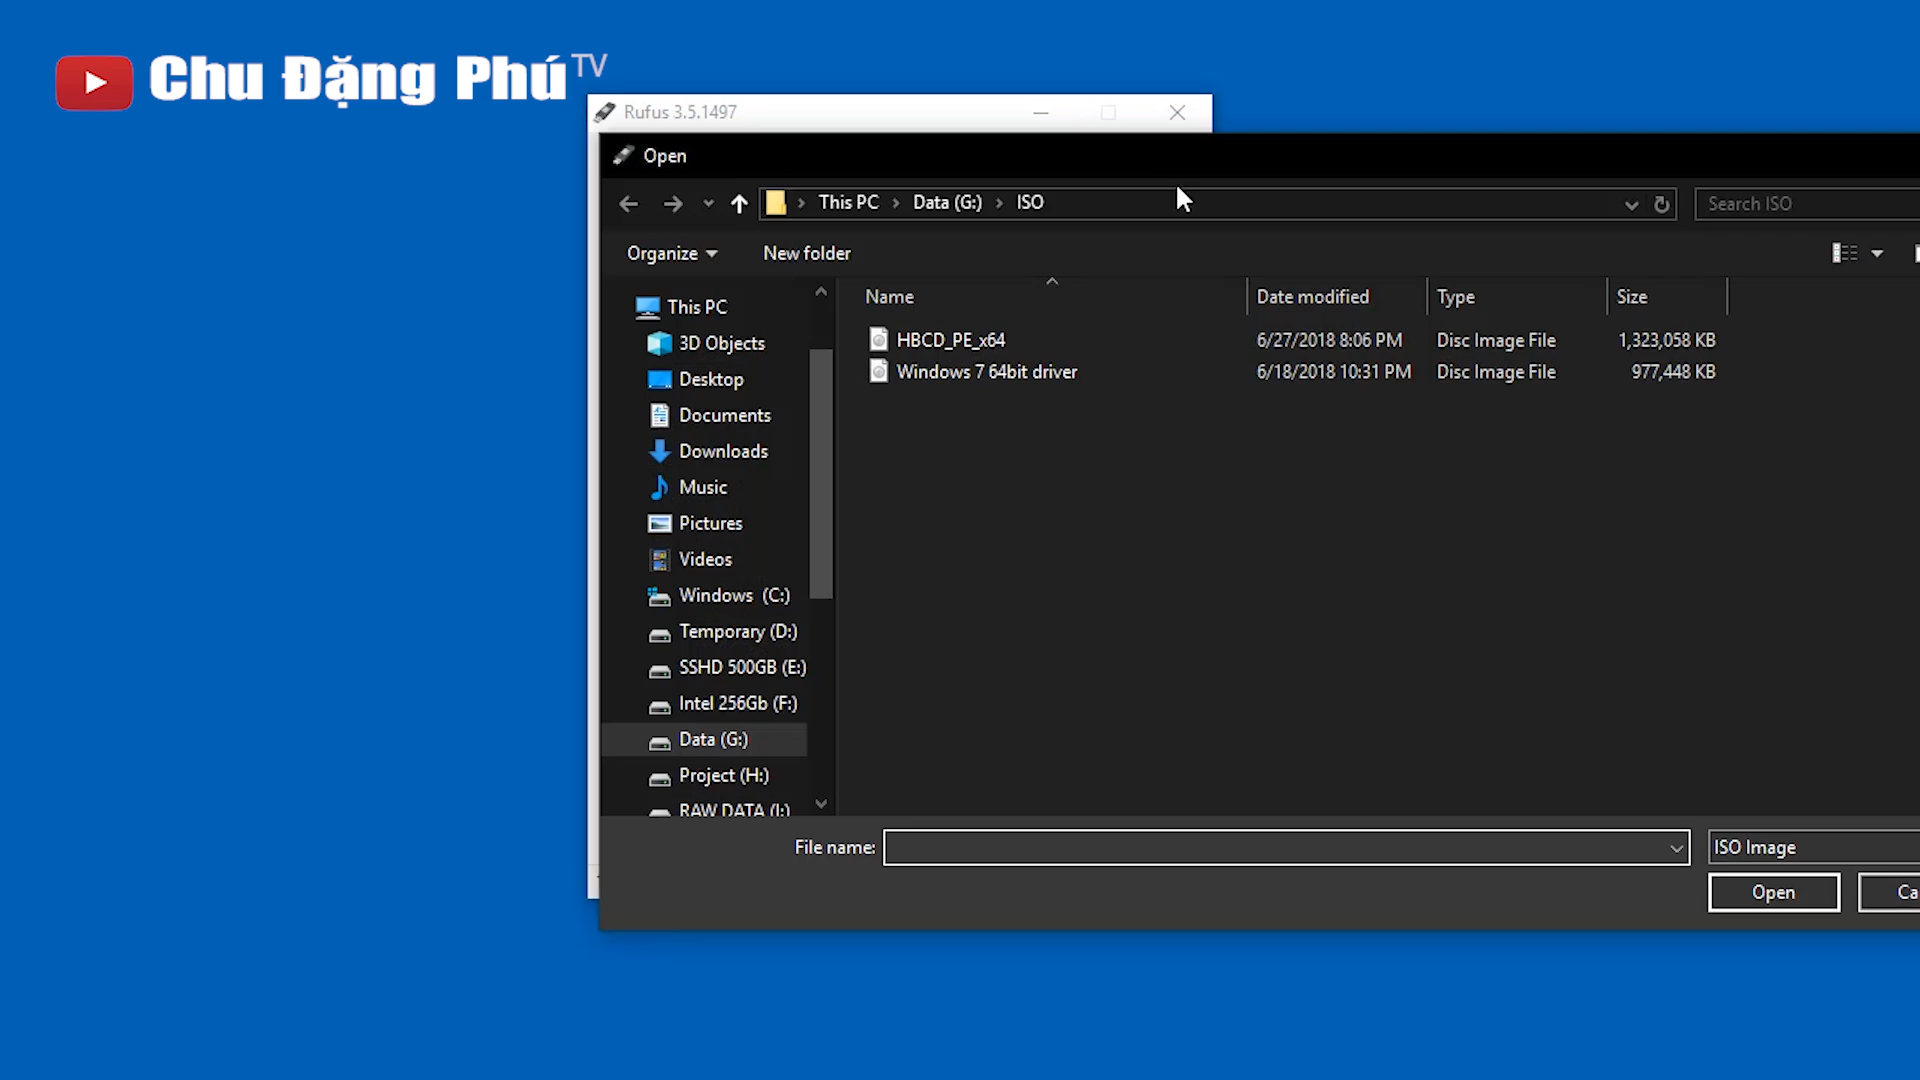 Chu Đặng Phú TV
Rufus 3.5.1497
Open
This PC > Data (G:) > ISO
Search ISO
Organize
New folder
Name
Date modified
Type
Size
HBCD_PE_x64
6/27/2018 8:06 PM
Disc Image File
1,323,058 KB
Windows 7 64bit driver
6/18/2018 10:31 PM
Disc Image File
977,448 KB
This PC
3D Objects
Desktop
Documents
Downloads
Music
Pictures
Videos
Windows (C:)
Temporary (D:)
SSHD 500GB (E:)
Intel 256Gb (F:)
Data (G:)
Project (H:)
RAW DATA (I:)
File name:
ISO Image
Open
Ca